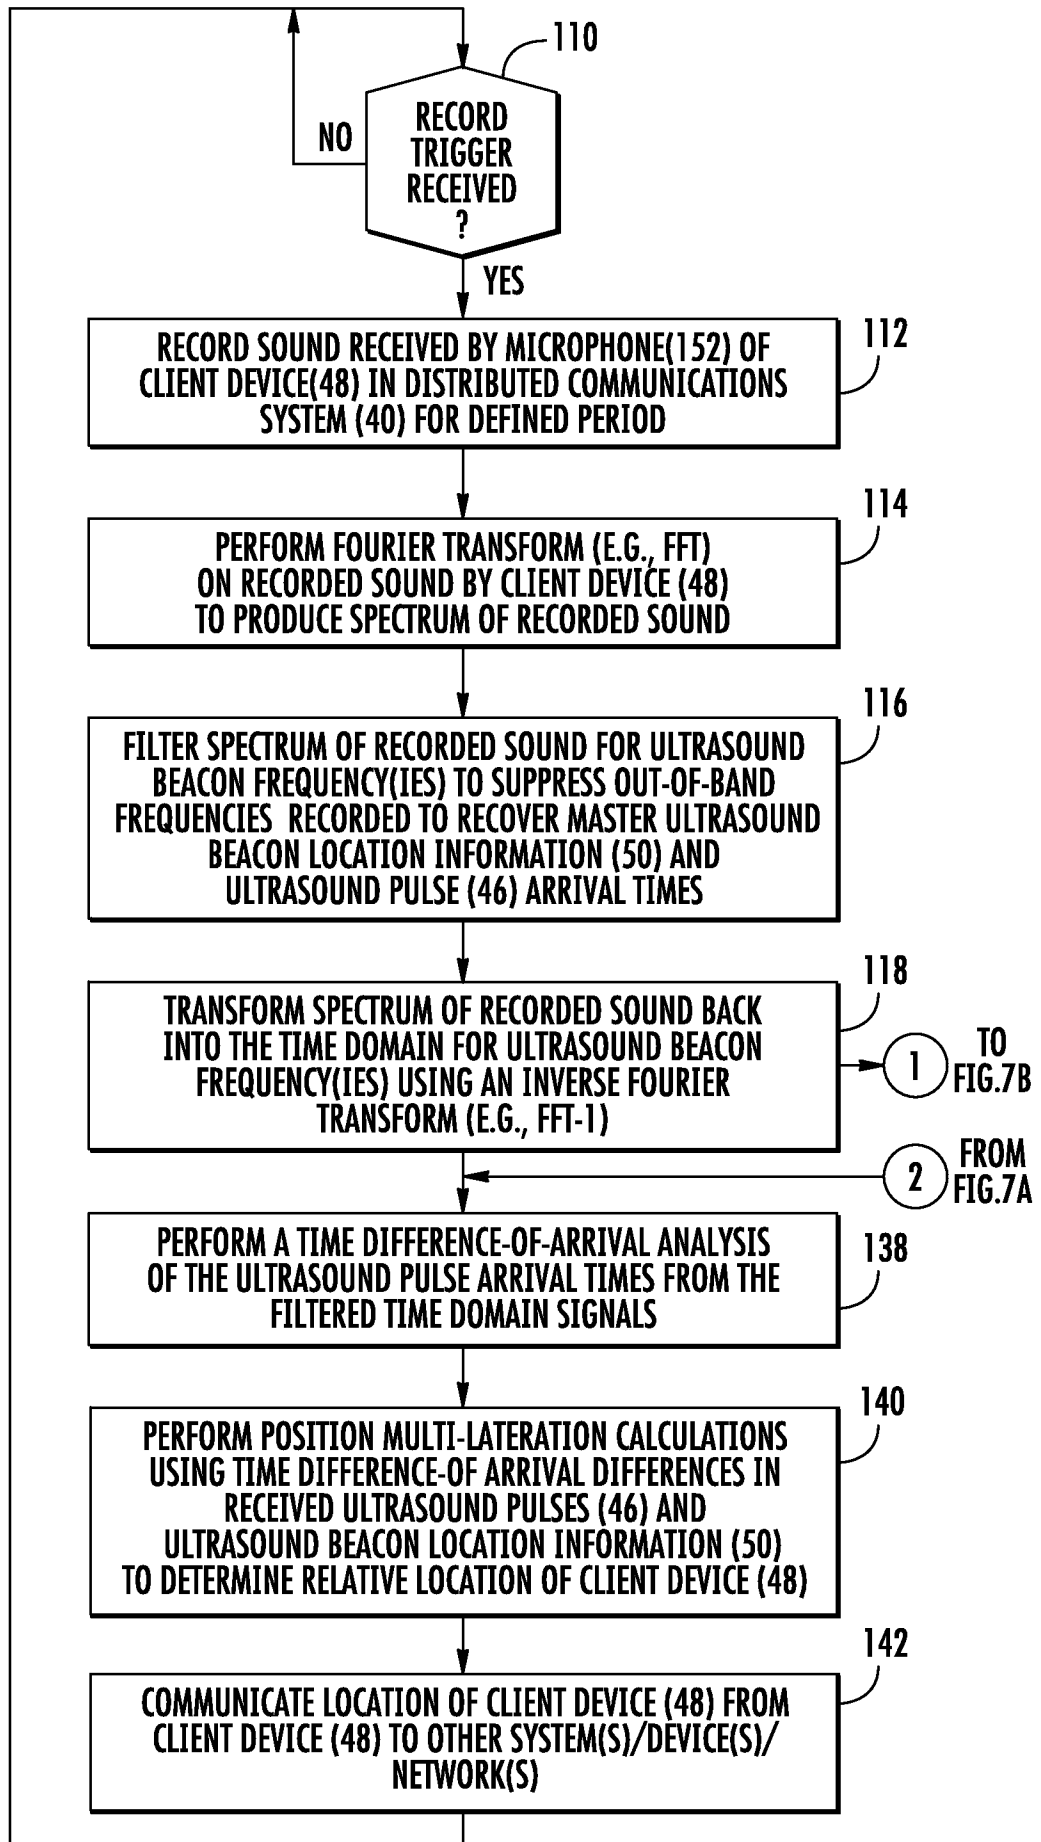 110
RECORD
TRIGGER
RECEIVED
?
NO
YES
112
RECORD SOUND RECEIVED BY MICROPHONE(152) OF
CLIENT DEVICE(48) IN DISTRIBUTED COMMUNICATIONS
SYSTEM (40) FOR DEFINED PERIOD
114
PERFORM FOURIER TRANSFORM (E.G., FFT)
ON RECORDED SOUND BY CLIENT DEVICE (48)
TO PRODUCE SPECTRUM OF RECORDED SOUND
116
FILTER SPECTRUM OF RECORDED SOUND FOR ULTRASOUND
BEACON FREQUENCY(IES) TO SUPPRESS OUT-OF-BAND
FREQUENCIES RECORDED TO RECOVER MASTER ULTRASOUND
BEACON LOCATION INFORMATION (50) AND
ULTRASOUND PULSE (46) ARRIVAL TIMES
118
TRANSFORM SPECTRUM OF RECORDED SOUND BACK
INTO THE TIME DOMAIN FOR ULTRASOUND BEACON
FREQUENCY(IES) USING AN INVERSE FOURIER
TRANSFORM (E.G., FFT-1)
1
TO
FIG.7B
2
FROM
FIG.7A
138
PERFORM A TIME DIFFERENCE-OF-ARRIVAL ANALYSIS
OF THE ULTRASOUND PULSE ARRIVAL TIMES FROM THE
FILTERED TIME DOMAIN SIGNALS
140
PERFORM POSITION MULTI-LATERATION CALCULATIONS
USING TIME DIFFERENCE-OF ARRIVAL DIFFERENCES IN
RECEIVED ULTRASOUND PULSES (46) AND
ULTRASOUND BEACON LOCATION INFORMATION (50)
TO DETERMINE RELATIVE LOCATION OF CLIENT DEVICE (48)
142
COMMUNICATE LOCATION OF CLIENT DEVICE (48) FROM
CLIENT DEVICE (48) TO OTHER SYSTEM(S)/DEVICE(S)/
NETWORK(S)